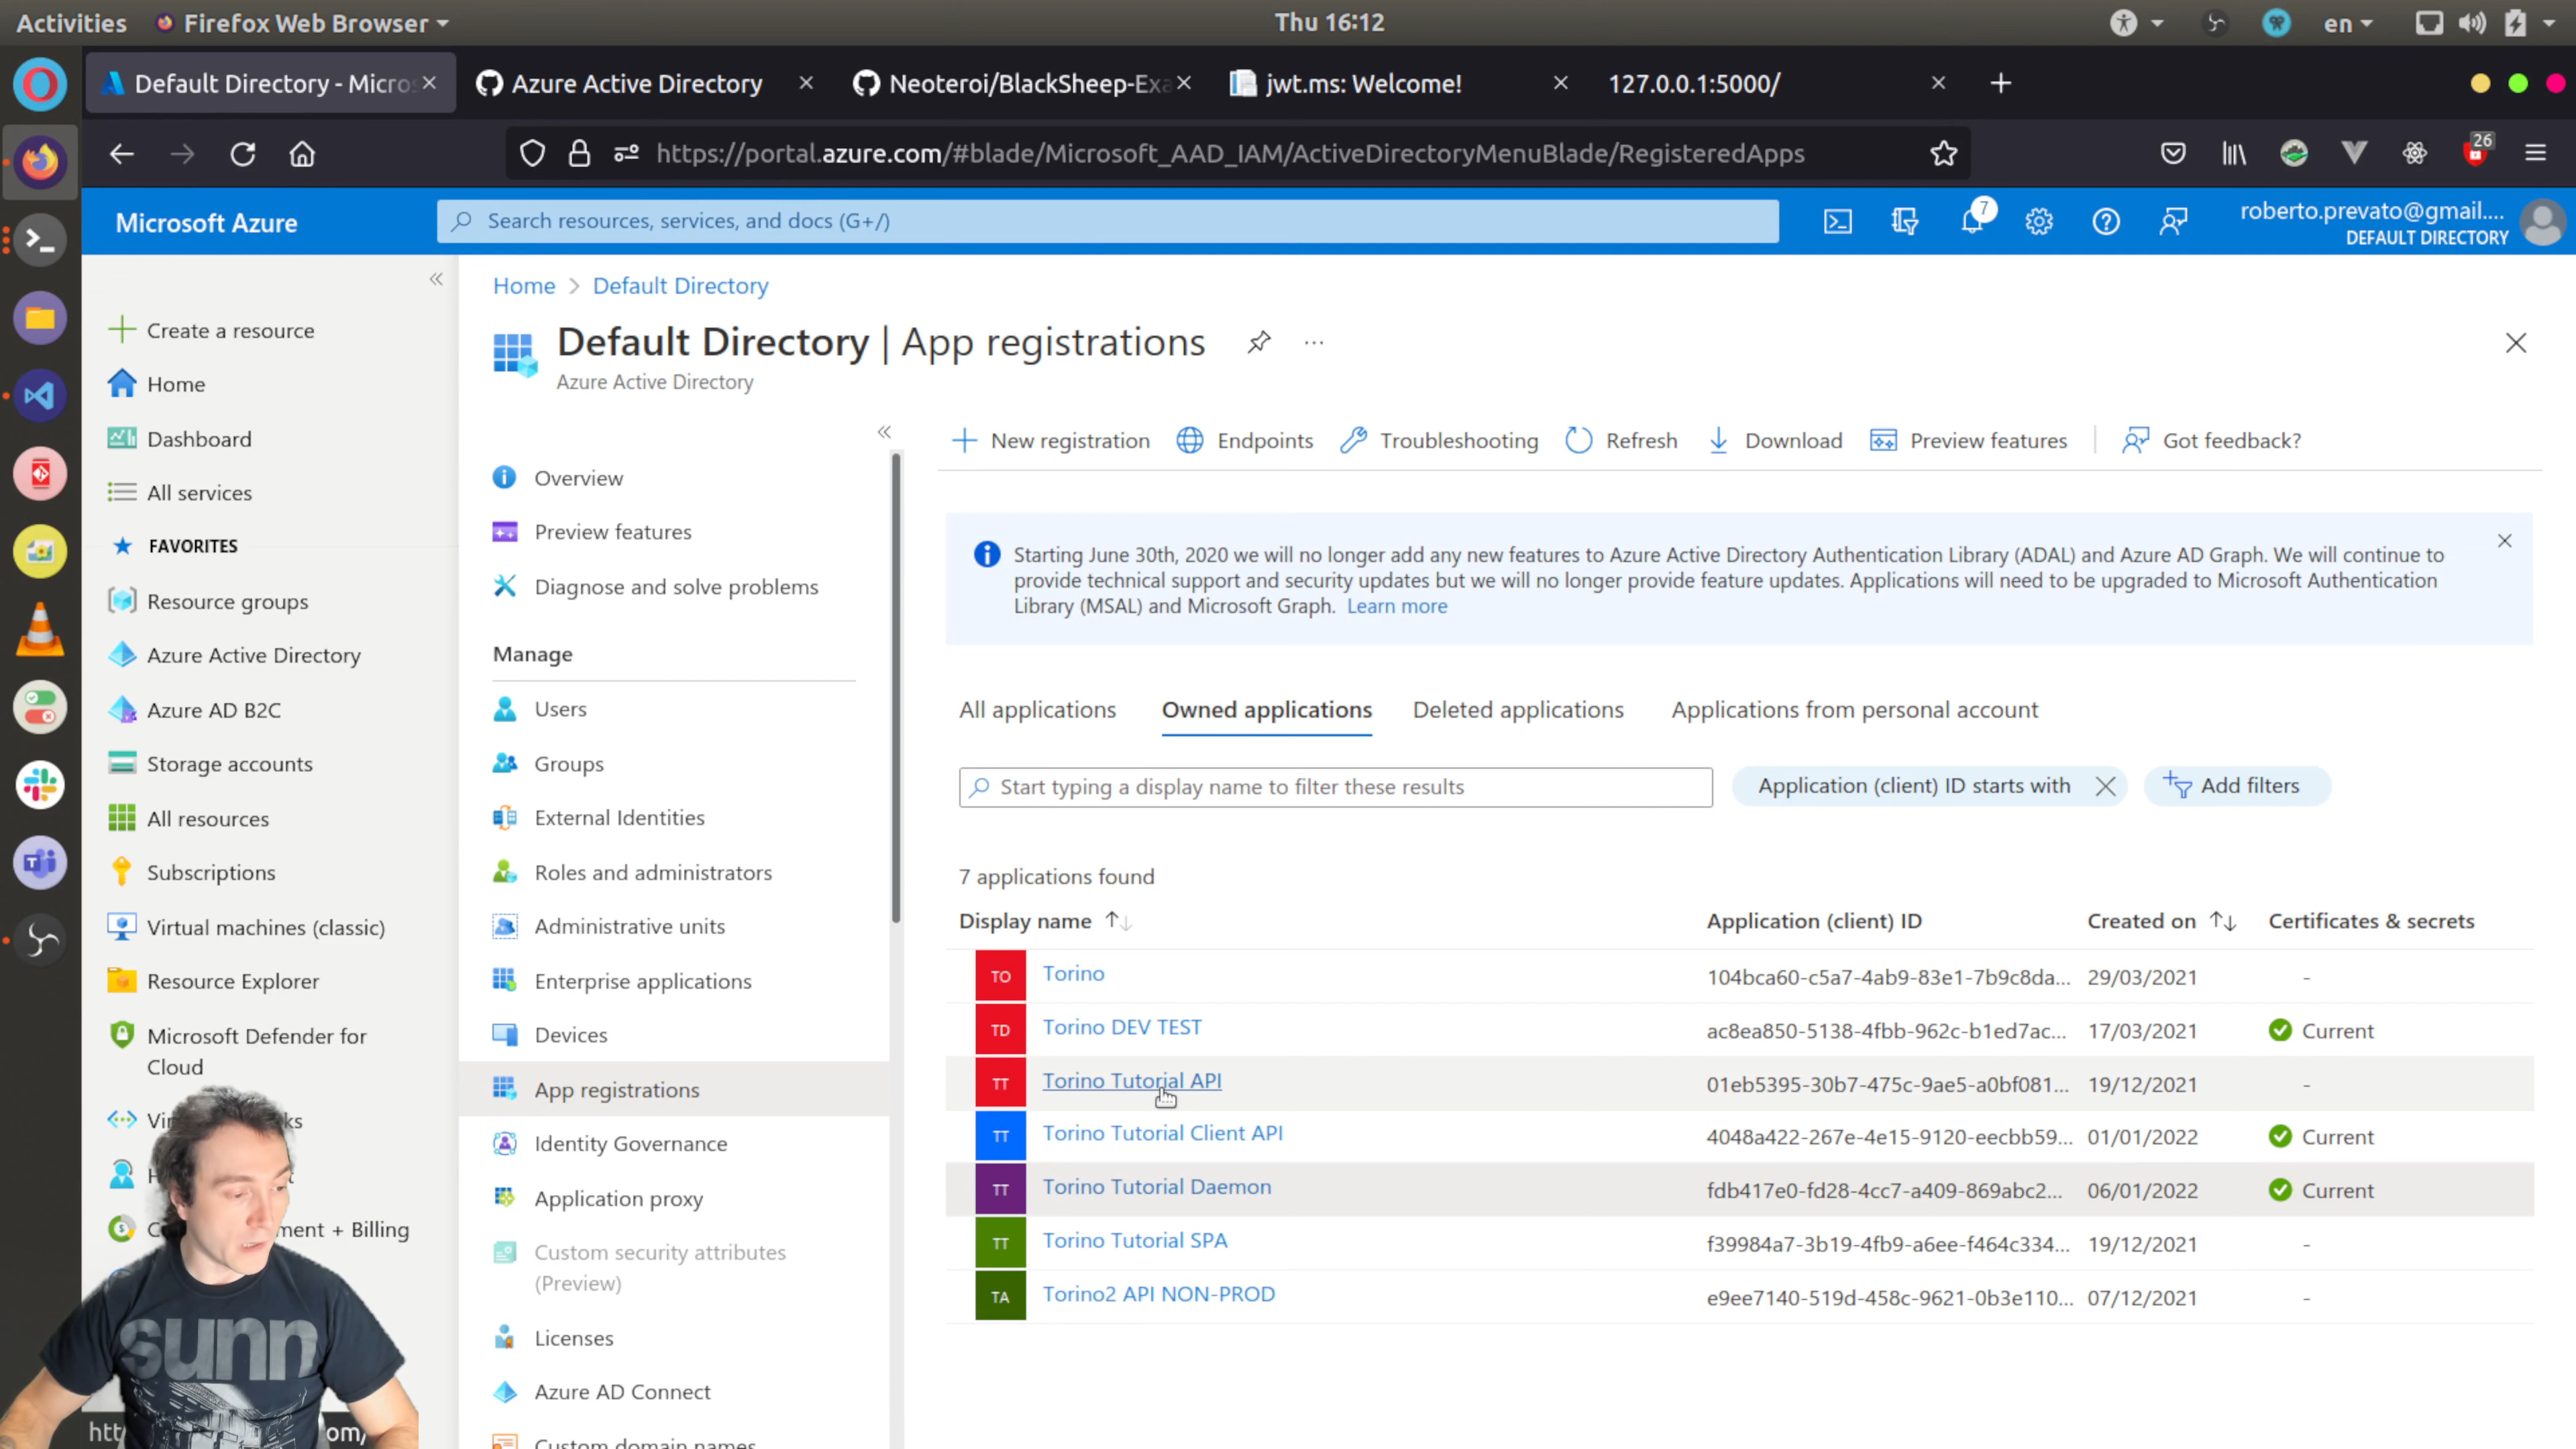 Activities
Firefox Web Browser
Thu 16:12
en
Default Directory - Micros
Azure Active Directory
Neoteroi/BlackSheep-Exa
jwt.ms: Welcome!
127.0.0.1:5000/
https://portal.azure.com/#blade/Microsoft_AAD_IAM/ActiveDirectoryMenuBlade/RegisteredApps
26
Microsoft Azure
Search resources, services, and docs (G+/)
7
roberto.prevato@gmail....
DEFAULT DIRECTORY
Create a resource
Home
Dashboard
All services
FAVORITES
Resource groups
Azure Active Directory
Azure AD B2C
Storage accounts
All resources
Subscriptions
Virtual machines (classic)
Resource Explorer
Microsoft Defender for
Cloud
ment + Billing
sunn
htt
om/
Home > Default Directory
Default Directory | App registrations
Azure Active Directory
Overview
Preview features
Diagnose and solve problems
Manage
Users
Groups
External Identities
Roles and administrators
Administrative units
Enterprise applications
Devices
App registrations
Identity Governance
Application proxy
Custom security attributes
(Preview)
Licenses
Azure AD Connect
Custom domain names
New registration
Endpoints
Troubleshooting
Refresh
Download
Preview features
Got feedback?
Starting June 30th, 2020 we will no longer add any new features to Azure Active Directory Authentication Library (ADAL) and Azure AD Graph. We will continue to
provide technical support and security updates but we will no longer provide feature updates. Applications will need to be upgraded to Microsoft Authentication
Library (MSAL) and Microsoft Graph. Learn more
All applications
Owned applications
Deleted applications
Applications from personal account
Start typing a display name to filter these results
Application (client) ID starts with
Add filters
7 applications found
Display name
Application (client) ID
Created on
Certificates & secrets
TO Torino 104bca60-c5a7-4ab9-83e1-7b9c8da... 29/03/2021 -
TD Torino DEV TEST ac8ea850-5138-4fbb-962c-b1ed7ac... 17/03/2021 Current
TT Torino Tutorial API 01eb5395-30b7-475c-9ae5-a0bf081... 19/12/2021 -
TT Torino Tutorial Client API 4048a422-267e-4e15-9120-eecbb59... 01/01/2022 Current
TT Torino Tutorial Daemon fdb417e0-fd28-4cc7-a409-869abc2... 06/01/2022 Current
TT Torino Tutorial SPA f39984a7-3b19-4fb9-a6ee-f464c334... 19/12/2021 -
TA Torino2 API NON-PROD e9ee7140-519d-458c-9621-0b3e110... 07/12/2021 -